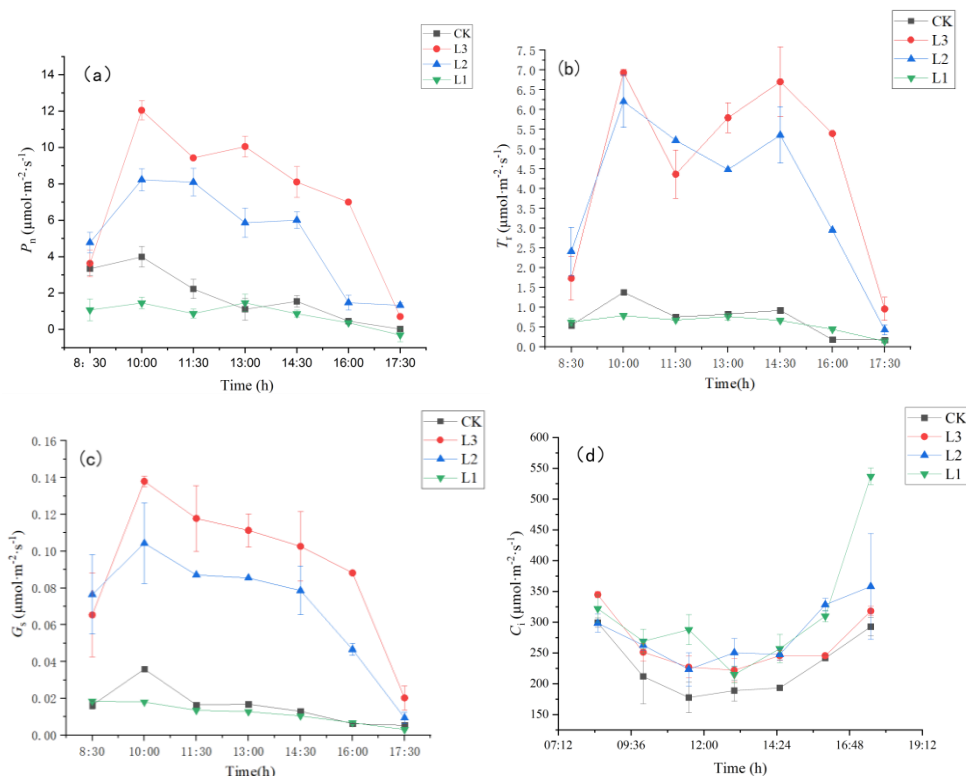 (a)
CK
L3
L2
L1
14
12
10
8
6
4
2
0
Pn (μmol·m-2·s-1)
8: 30
10:00
11:30
13:00
14:30
16:00
17:30
Time (h)
(b)
CK
L3
L2
L1
7.5
7.0
6.5
6.0
5.5
5.0
4.5
4.0
3.5
3.0
2.5
2.0
1.5
1.0
0.5
0.0
Tr (μmol·m-2·s-1)
8:30
10:00
11:30
13:00
14:30
16:00
17:30
Time(h)
(c)
CK
L3
L2
L1
0.16
0.14
0.12
0.10
0.08
0.06
0.04
0.02
0.00
Gs (μmol·m-2·s-1)
8:30
10:00
11:30
13:00
14:30
16:00
17:30
Time(h)
(d)
CK
L3
L2
L1
600
550
500
450
400
350
300
250
200
150
Ci (μmol·m-2·s-1)
07:12
09:36
12:00
14:24
16:48
19:12
Time (h)